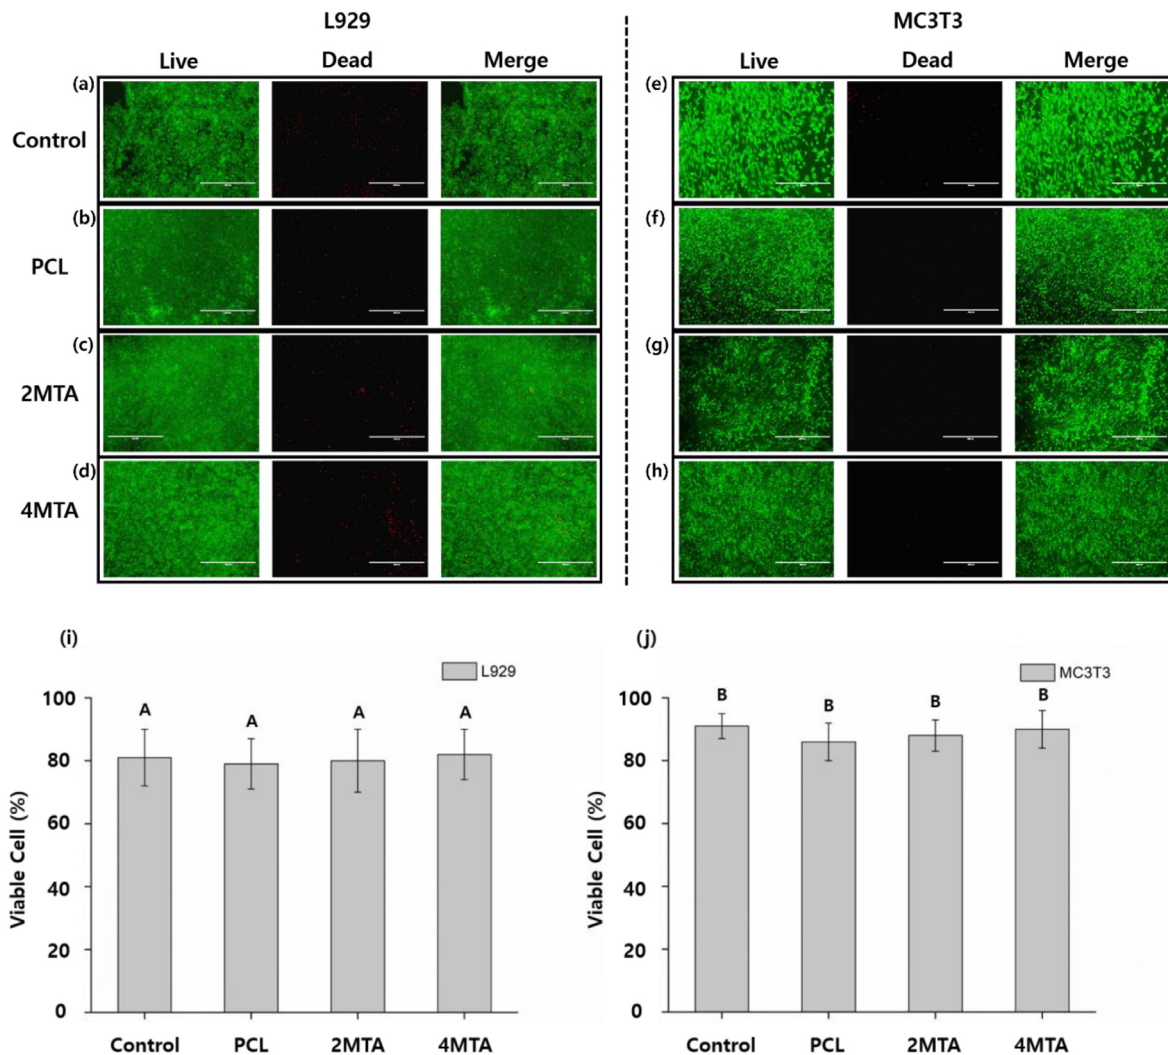 L929
MC3T3
Live Dead Merge
Live Dead Merge
(a)
(e)
Control
(b)
(f)
PCL
(c)
(g)
2MTA
(d)
(h)
4MTA
(i)
L929
100
80
60
40
20
0
Viable Cell (%)
A A A A
Control PCL 2MTA 4MTA
(j)
MC3T3
100
80
60
40
20
0
Viable Cell (%)
B B B B
Control PCL 2MTA 4MTA